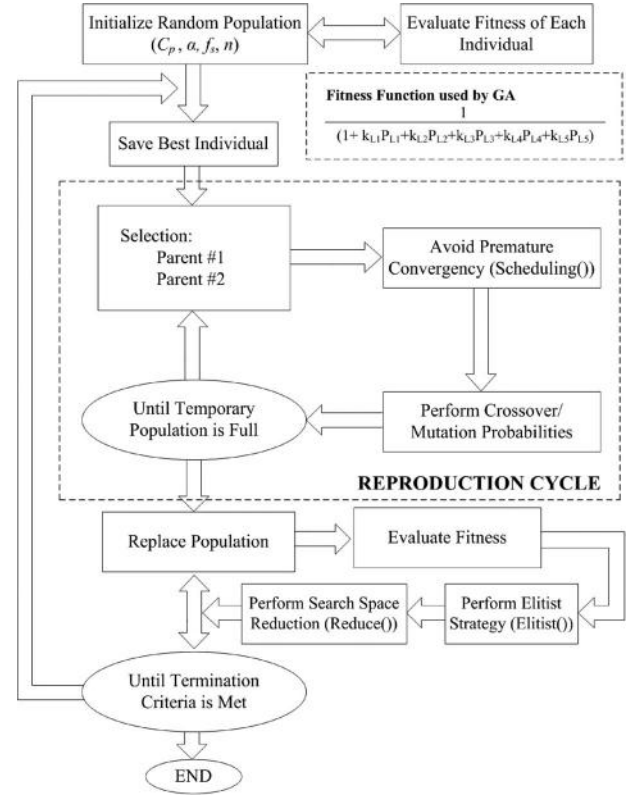 Initialize Random Population
(Cp, α, fs, n)
Evaluate Fitness of Each
Individual
Fitness Function used by GA
1
(1+ kL1PL1+kL2PL2+kL3PL3+kL4PL4+kL5PL5)
Save Best Individual
Selection:
Parent #1
Parent #2
Avoid Premature
Convergency (Scheduling())
Until Temporary
Population is Full
Perform Crossover/
Mutation Probabilities
REPRODUCTION CYCLE
Replace Population
Evaluate Fitness
Perform Search Space
Reduction (Reduce())
Perform Elitist
Strategy (Elitist())
Until Termination
Criteria is Met
END